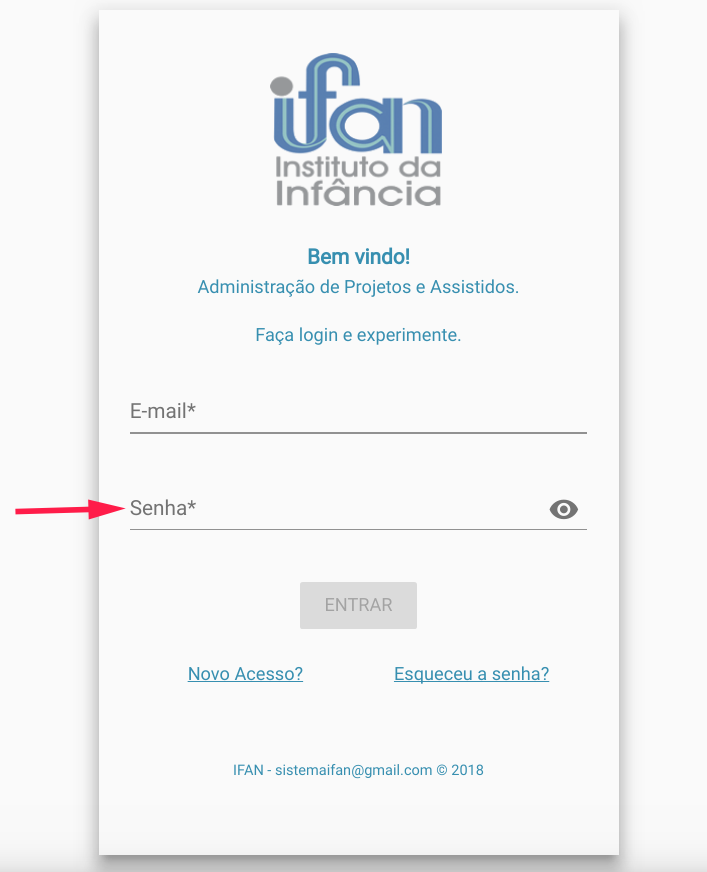 ifan
Instituto da
Infância
Bem vindo!
Administração de Projetos e Assistidos.
Faça login e experimente.
E-mail*
Senha*
ENTRAR
Novo Acesso? Esqueceu a senha?
IFAN - sistemaifan@gmail.com © 2018